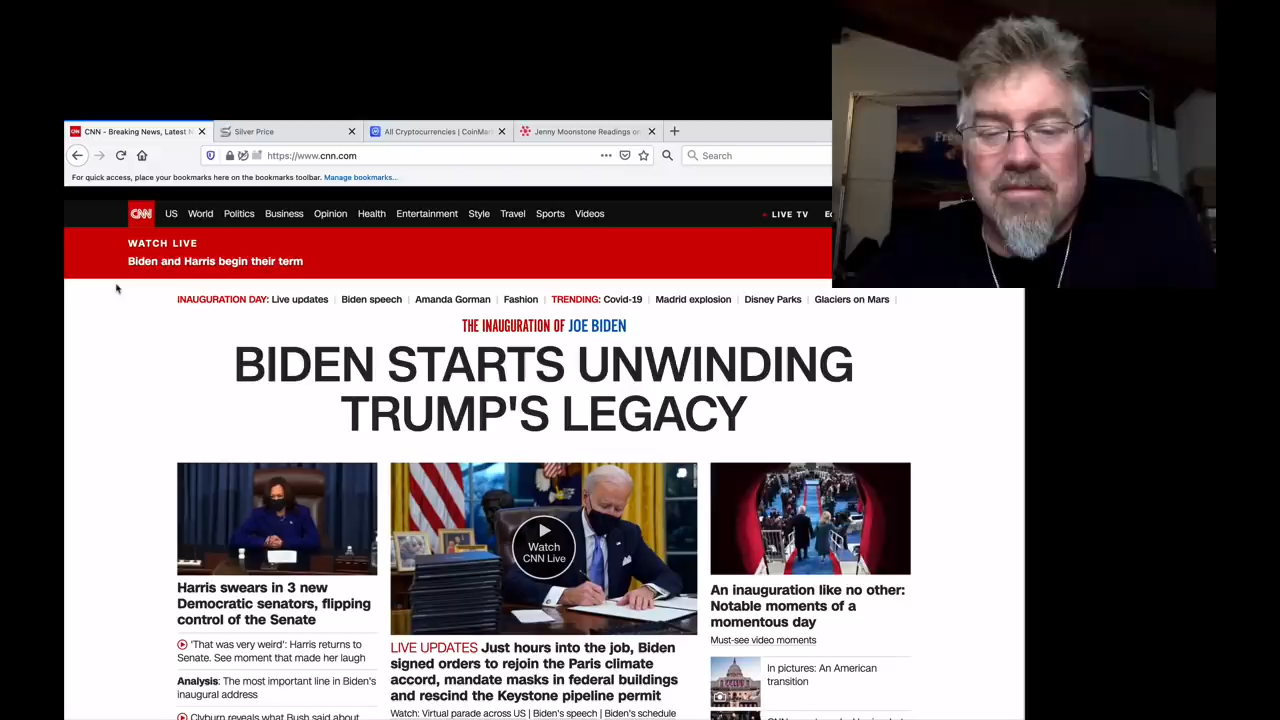 CNN - Breaking News, Latest N
Silver Price
All Cryptocurrencies | CoinMar
Jenny Moonstone Readings on
https://www.cnn.com
Search
For quick access, place your bookmarks here on the bookmarks toolbar. Manage bookmarks...
Fre
CNN US World Politics Business Opinion Health Entertainment Style Travel Sports Videos LIVE TV
WATCH LIVE
Biden and Harris begin their term
INAUGURATION DAY: Live updates Biden speech Amanda Gorman Fashion TRENDING: Covid-19 Madrid explosion Disney Parks Glaciers on Mars
THE INAUGURATION OF JOE BIDEN
BIDEN STARTS UNWINDING
TRUMP'S LEGACY
Harris swears in 3 new
Democratic senators, flipping
control of the Senate
'That was very weird': Harris returns to
Senate. See moment that made her laugh
Analysis: The most important line in Biden's
inaugural address
Clyburn reveals what Bush said about
Watch
CNN Live
LIVE UPDATES Just hours into the job, Biden
signed orders to rejoin the Paris climate
accord, mandate masks in federal buildings
and rescind the Keystone pipeline permit
Watch: Virtual parade across US | Biden's speech | Biden's schedule
An inauguration like no other:
Notable moments of a
momentous day
Must-see video moments
In pictures: An American
transition